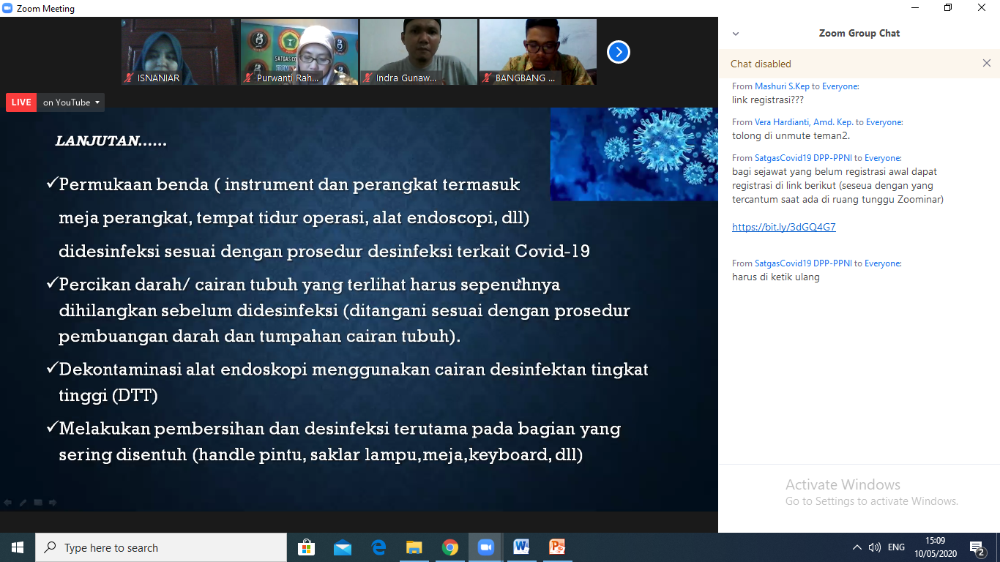 Zoom Meeting
ISNANIAR
Purwanti Rah...
Indra Gunaw...
BANGBANG ...
SATGAS CO
LIVE on YouTube
LANJUTAN......
✓Permukaan benda ( instrument dan perangkat termasuk
meja perangkat, tempat tidur operasi, alat endoscopi, dll)
didesinfeksi sesuai dengan prosedur desinfeksi terkait Covid-19
✓Percikan darah/ cairan tubuh yang terlihat harus sepenuhnya
dihilangkan sebelum didesinfeksi (ditangani sesuai dengan prosedur
pembuangan darah dan tumpahan cairan tubuh).
✓Dekontaminasi alat endoskopi menggunakan cairan desinfektan tingkat
tinggi (DTT)
✓Melakukan pembersihan dan desinfeksi terutama pada bagian yang
sering disentuh (handle pintu, saklar lampu,meja,keyboard, dll)
Zoom Group Chat
Chat disabled
From Mashuri S.Kep to Everyone:
link registrasi???
From Vera Hardianti, Amd. Kep. to Everyone:
tolong di unmute teman2.
From SatgasCovid19 DPP-PPNI to Everyone:
bagi sejawat yang belum registrasi awal dapat
registrasi di link berikut (seseua dengan yang
tercantum saat ada di ruang tunggu Zoominar)
https://bit.ly/3dGQ4G7
From SatgasCovid19 DPP-PPNI to Everyone:
harus di ketik ulang
Activate Windows
Go to Settings to activate Windows.
Type here to search
ENG
15:09
10/05/2020
2